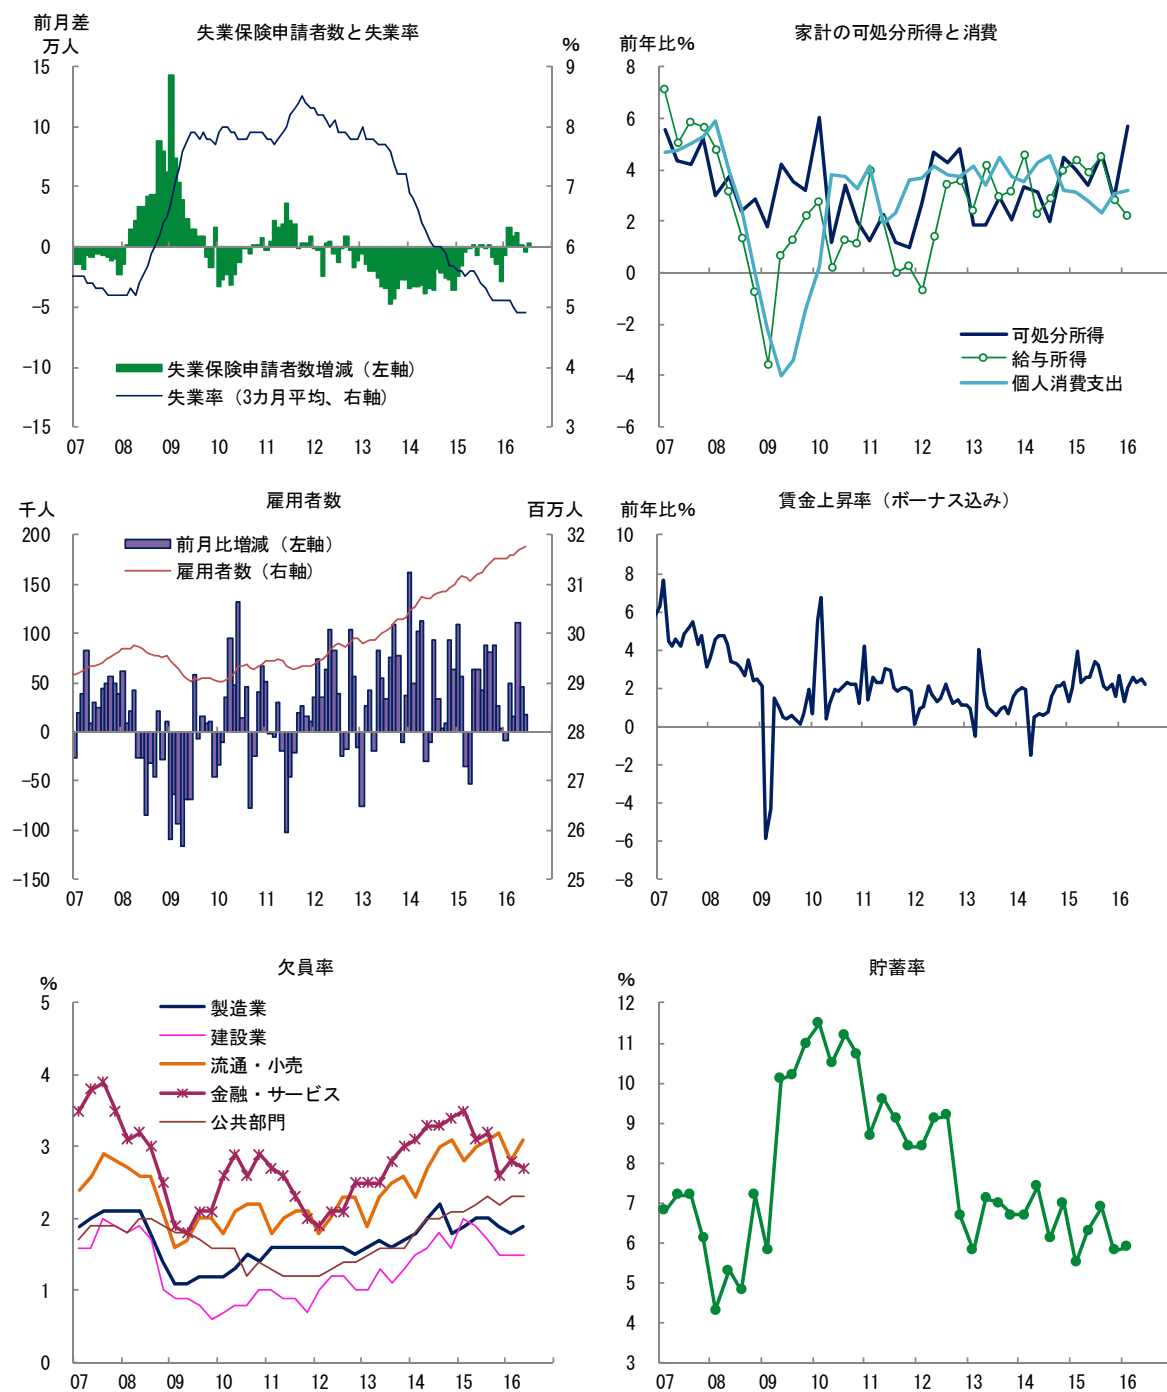 失業保険申請者数と失業率
前月差
万人
%
15
10
5
0
−5
−10
−15
9
8
7
6
5
4
3
失業保険申請者数増減（左軸）
失業率（3カ月平均、右軸）
07 08 09 10 11 12 13 14 15 16
家計の可処分所得と消費
前年比%
8
6
4
2
0
−2
−4
−6
可処分所得
給与所得
個人消費支出
07 08 09 10 11 12 13 14 15 16
雇用者数
千人
百万人
200
150
100
50
0
−50
−100
−150
32
31
30
29
28
27
26
25
前月比増減（左軸）
雇用者数（右軸）
07 08 09 10 11 12 13 14 15 16
賃金上昇率（ボーナス込み）
前年比%
10
8
6
4
2
0
−2
−4
−6
−8
07 08 09 10 11 12 13 14 15 16
欠員率
%
5
4
3
2
1
0
製造業
建設業
流通・小売
金融・サービス
公共部門
07 08 09 10 11 12 13 14 15 16
貯蓄率
%
12
11
10
9
8
7
6
5
4
3
07 08 09 10 11 12 13 14 15 16